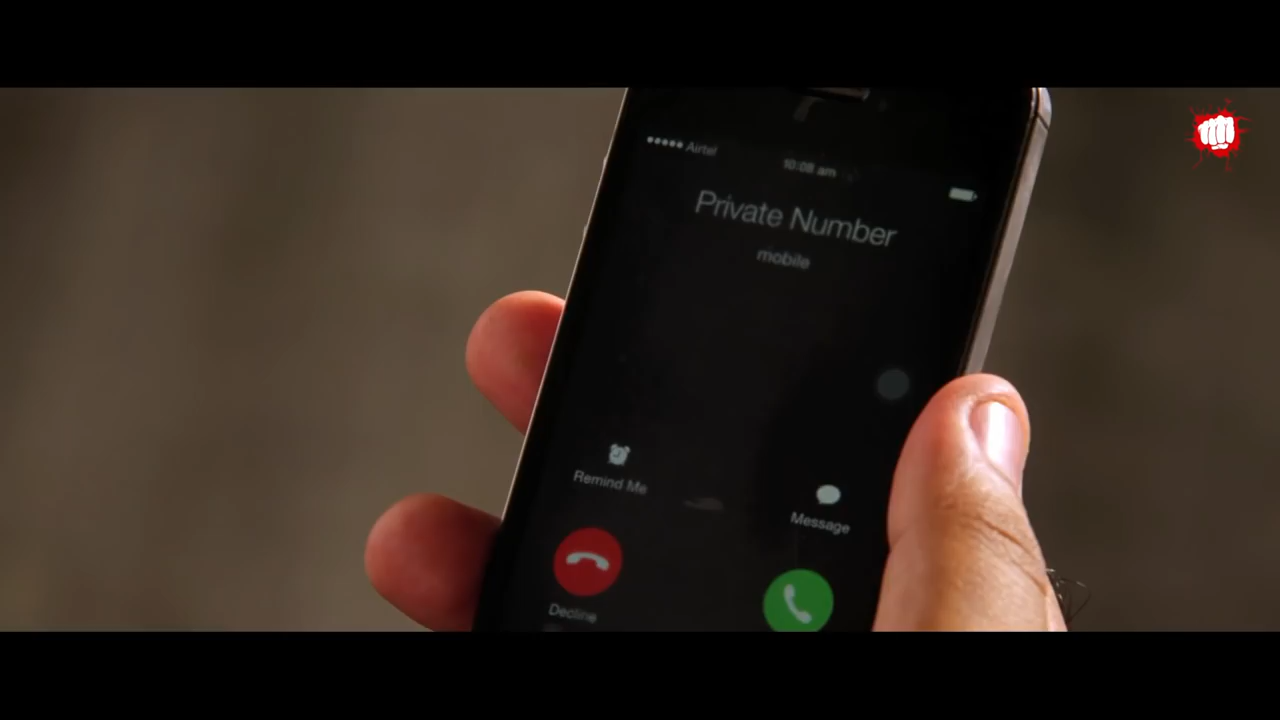 ●●●●● Airtel
10:08 am
Private Number
mobile
Remind Me
Message
Decline